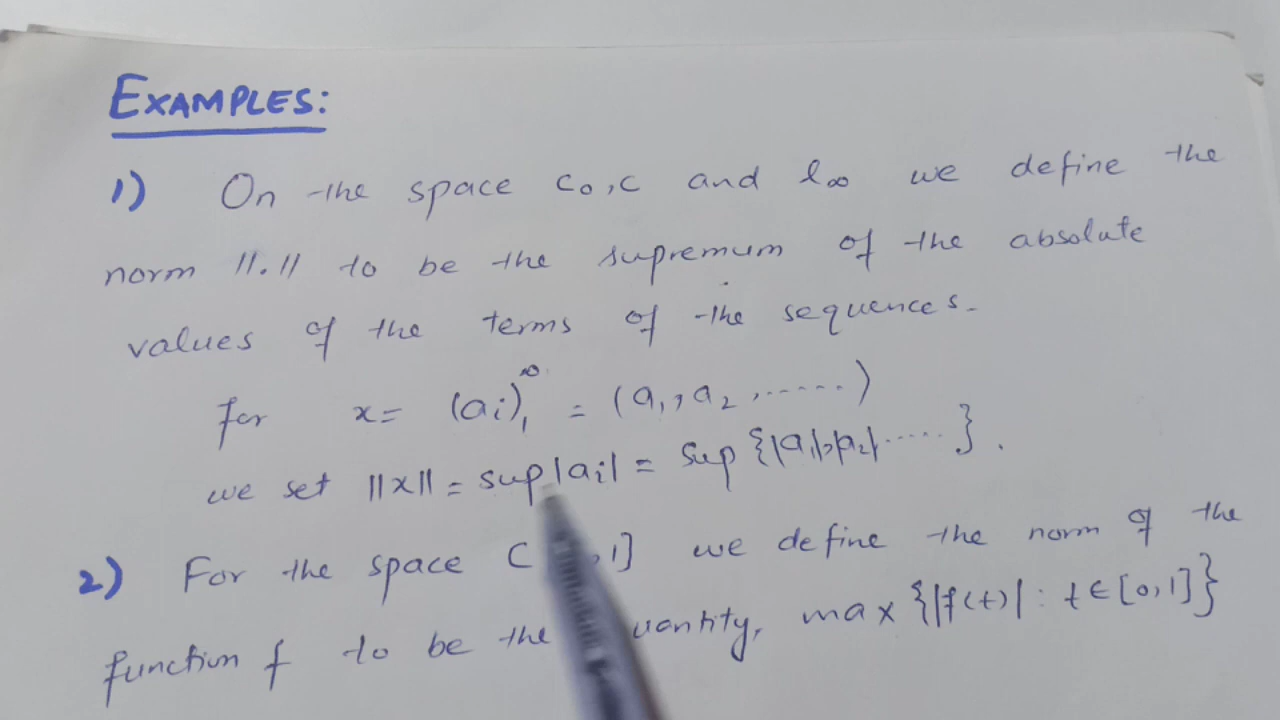 EXAMPLES:
1) On the space c₀, c and l∞ we define the
norm ||.|| to be the supremum of the absolute
values of the terms of the sequences.
for x = (aᵢ)₁^∞ = (a₁, a₂, ......)
we set ||x|| = sup|aᵢ| = sup {|a₁|, |a₂|, ..... }.
2) For the space C ,1] we define the norm of the
function f to be the max {|f(t)| : t ∈ [0,1]}